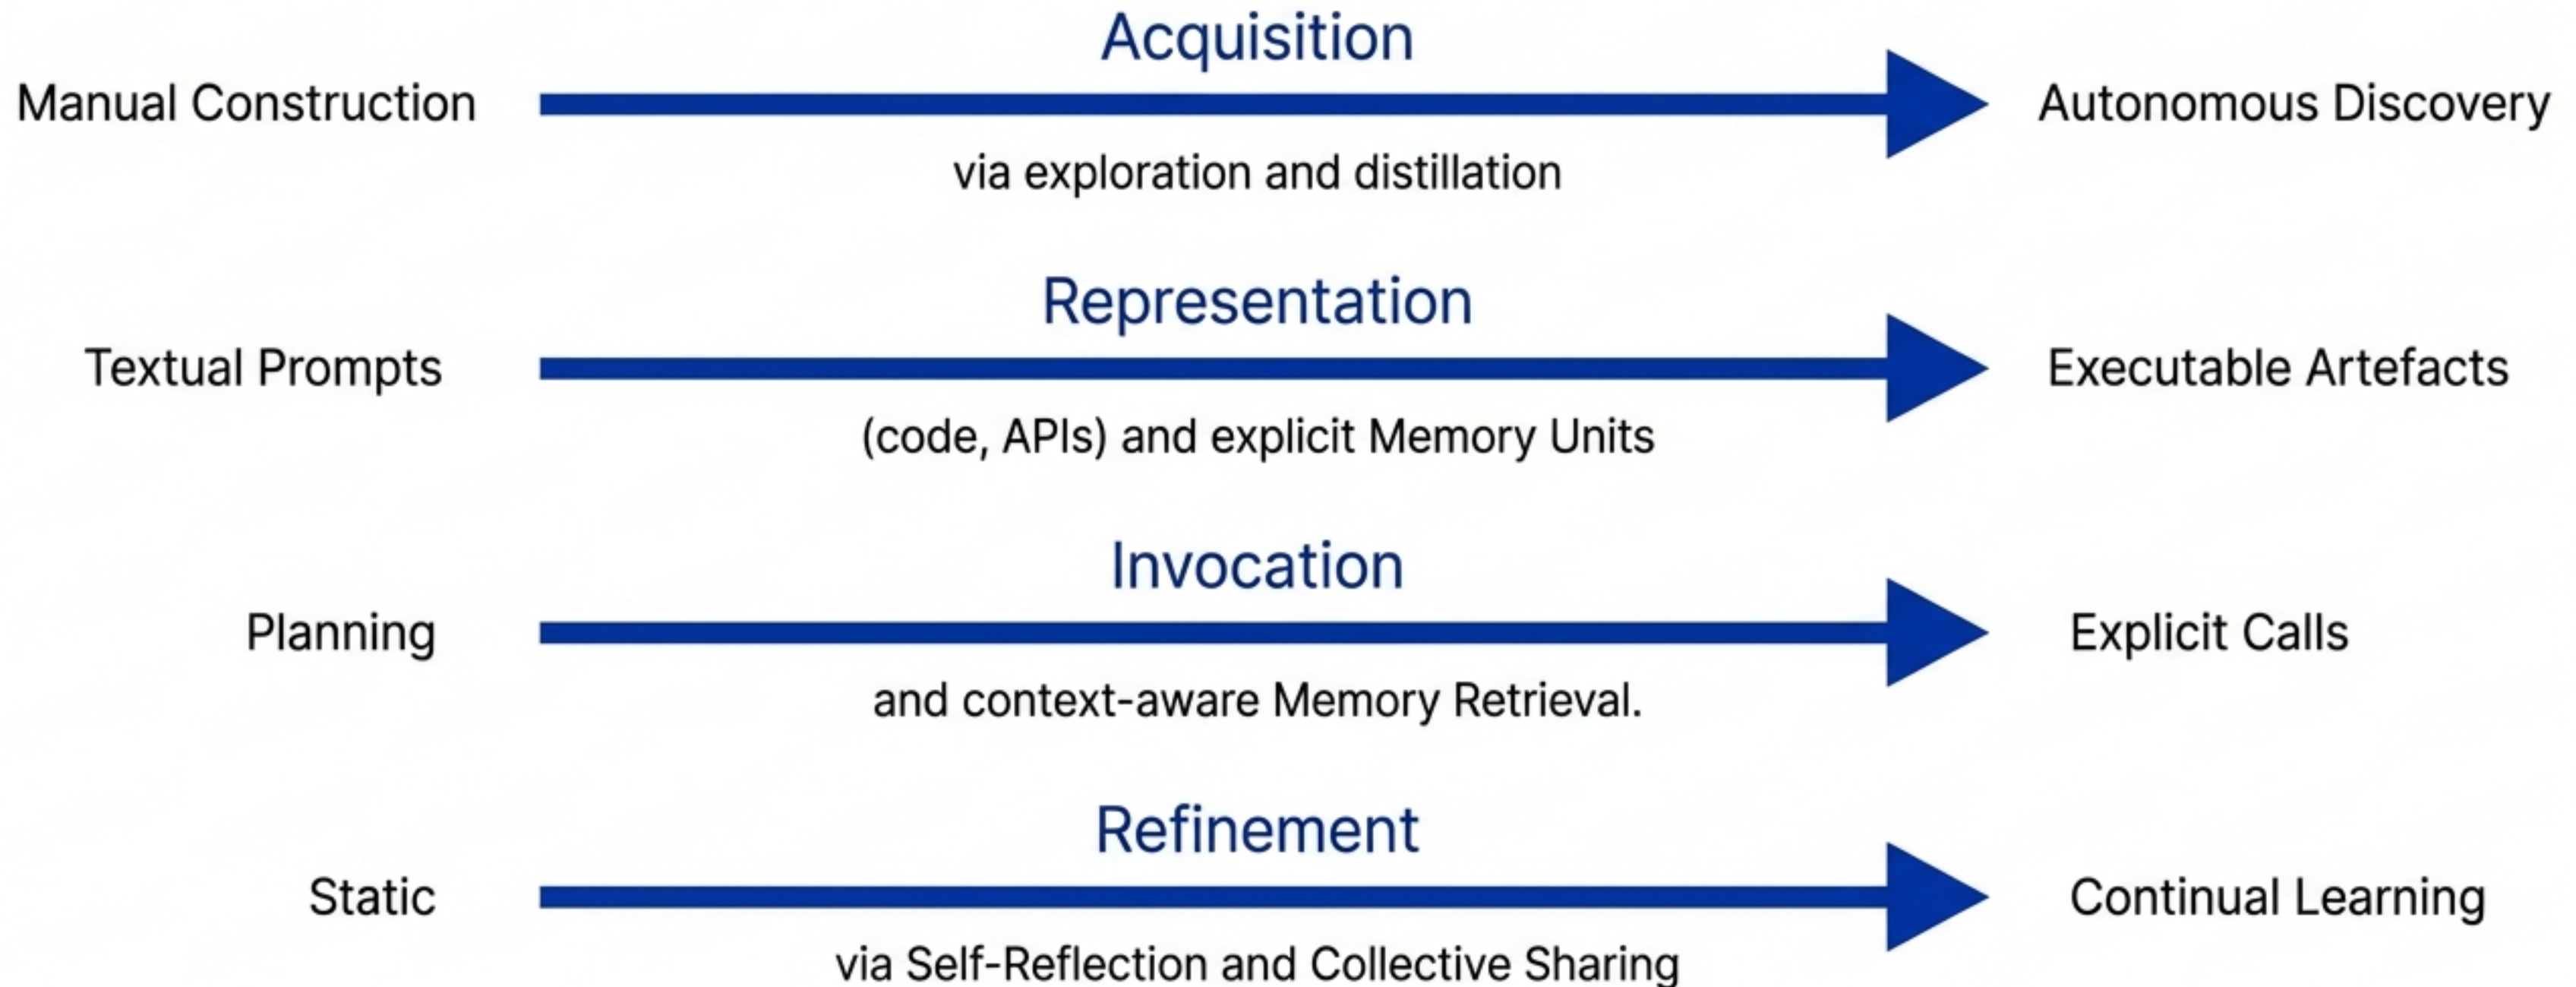 Acquisition
Manual Construction
Autonomous Discovery
via exploration and distillation
Representation
Textual Prompts
Executable Artefacts
(code, APIs) and explicit Memory Units
Invocation
Planning
Explicit Calls
and context-aware Memory Retrieval.
Refinement
Static
Continual Learning
via Self-Reflection and Collective Sharing